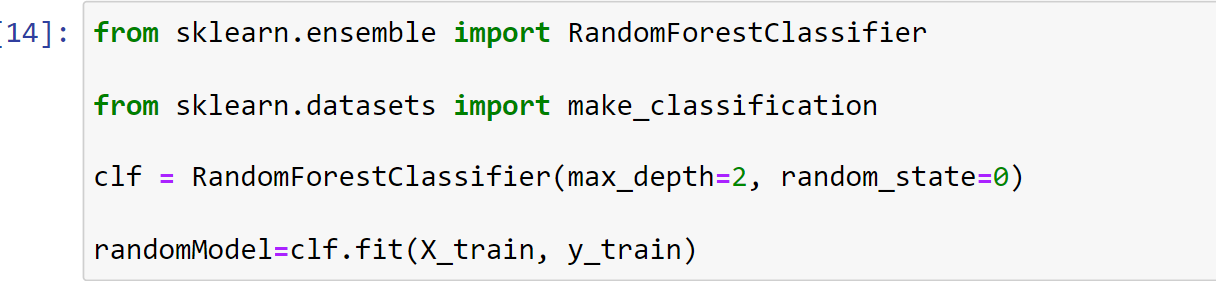 [14]: from sklearn.ensemble import RandomForestClassifier
from sklearn.datasets import make_classification
clf = RandomForestClassifier(max_depth=2, random_state=0)
randomModel=clf.fit(X_train, y_train)